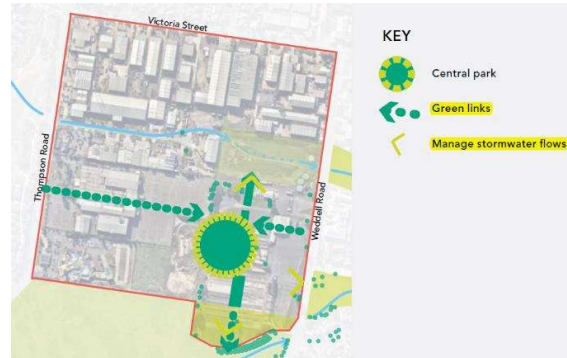 Victoria Street
KEY
Central park
Green links
Manage stormwater flows
Thompson Road
Weddell Road